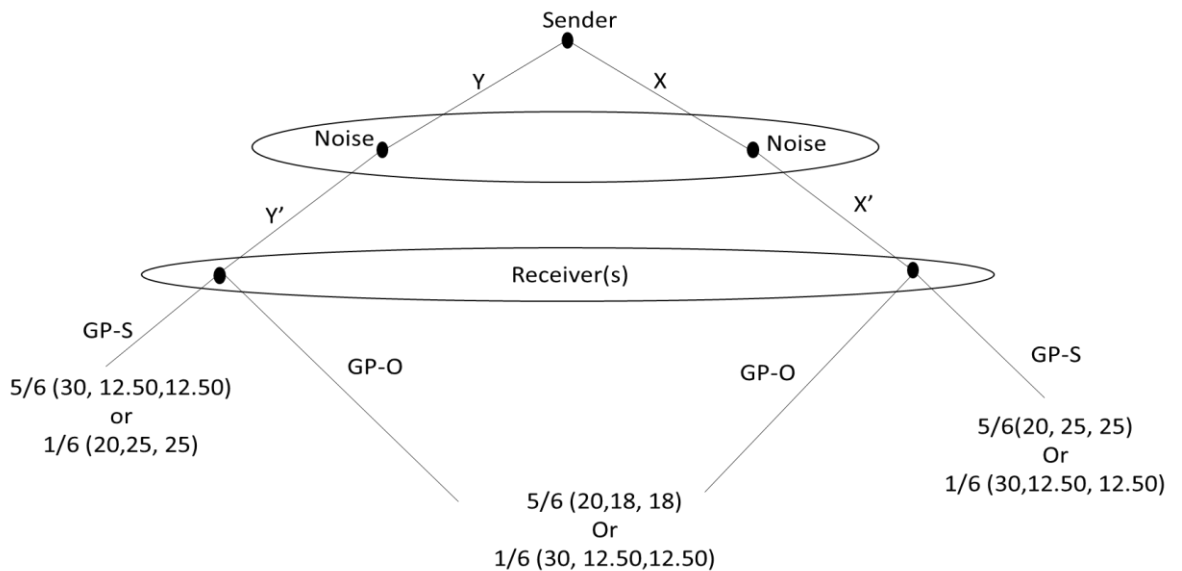 Sender
Y
X
Noise
Noise
Y’
X’
Receiver(s)
GP-S
GP-O
GP-O
GP-S
5/6 (30, 12.50,12.50)
or
1/6 (20,25, 25)
5/6(20, 25, 25)
Or
1/6 (30,12.50, 12.50)
5/6 (20,18, 18)
Or
1/6 (30, 12.50,12.50)